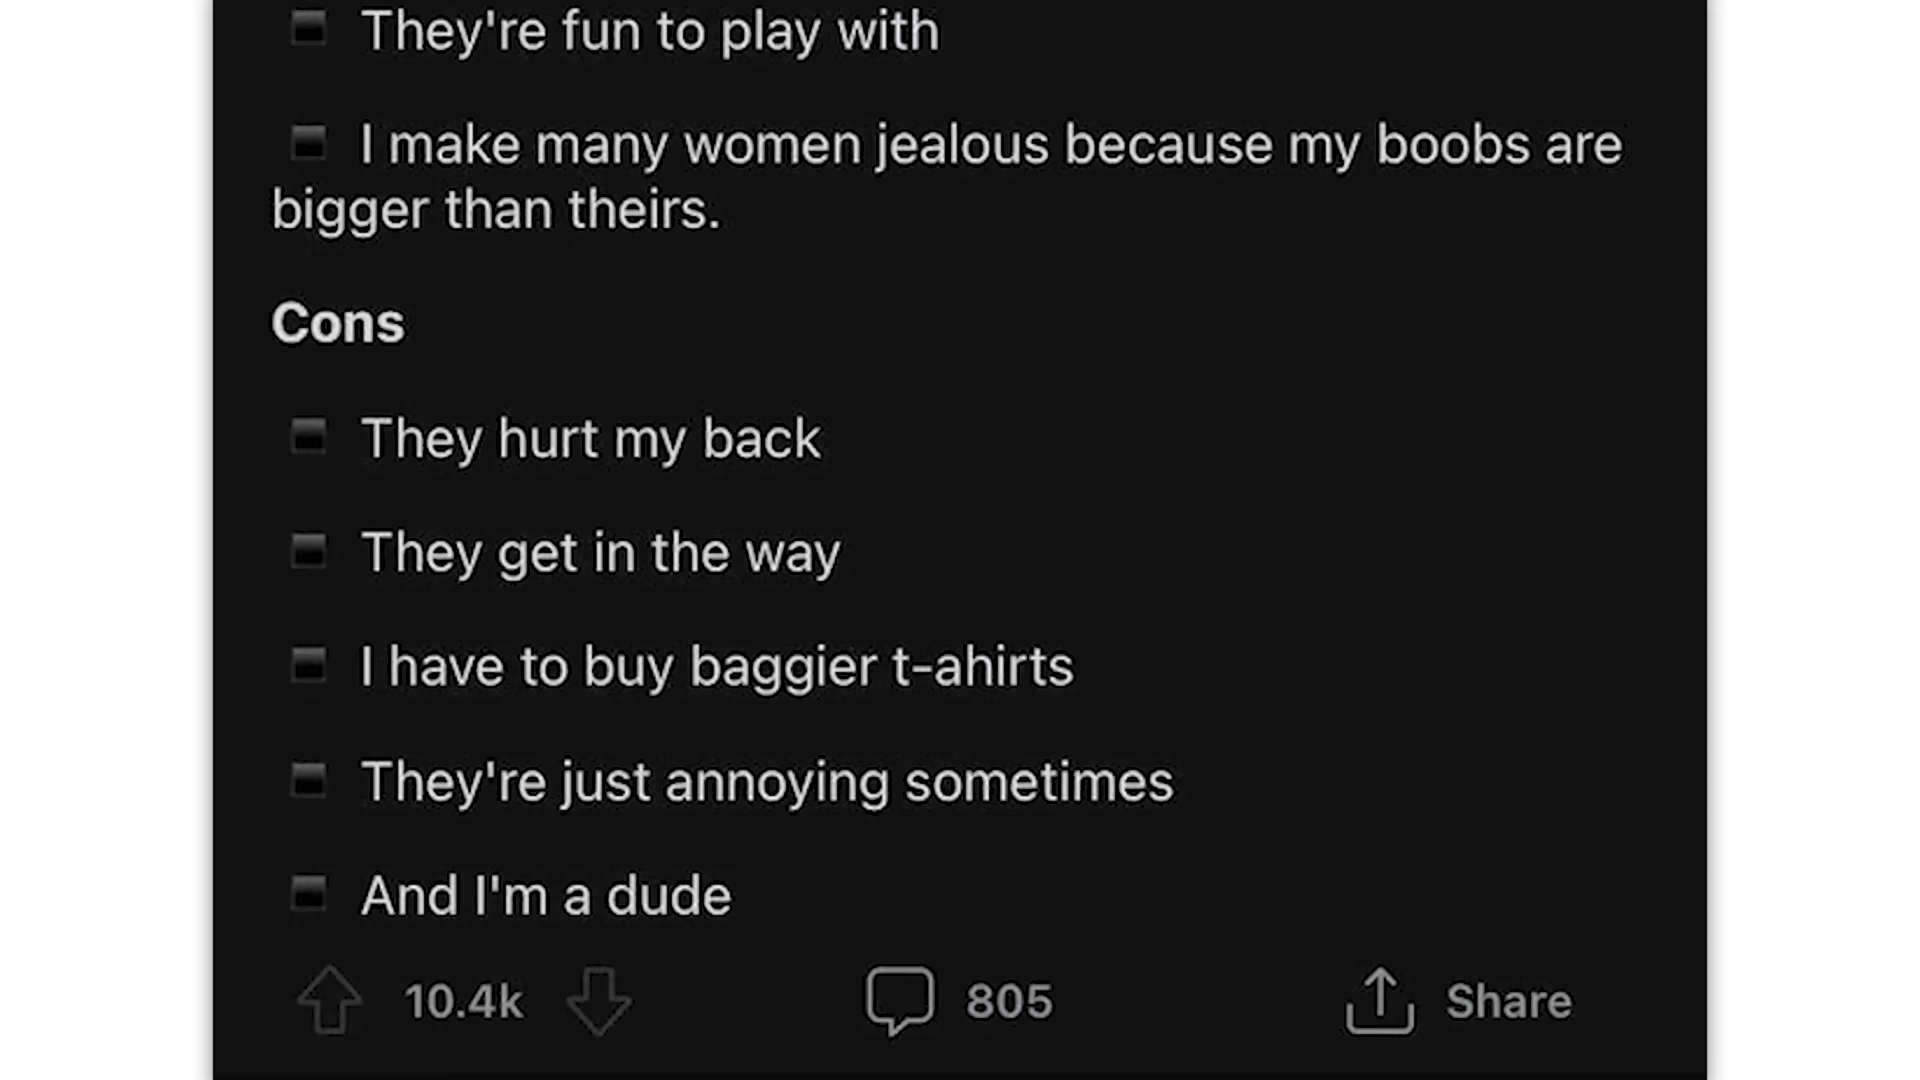 They're fun to play with
I make many women jealous because my boobs are
bigger than theirs.
Cons
They hurt my back
They get in the way
I have to buy baggier t-ahirts
They're just annoying sometimes
And I'm a dude
10.4k 805 Share